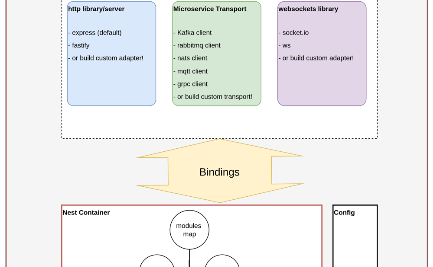 http library/server
- express (default)
- fastify
- or build custom adapter!
Microservice Transport
- Kafka client
- rabbitmq client
- nats client
- mqtt client
- grpc client
- or build custom transport!
websockets library
- socket.io
- ws
- or build custom adapter!
Bindings
Nest Container
modules
map
Config